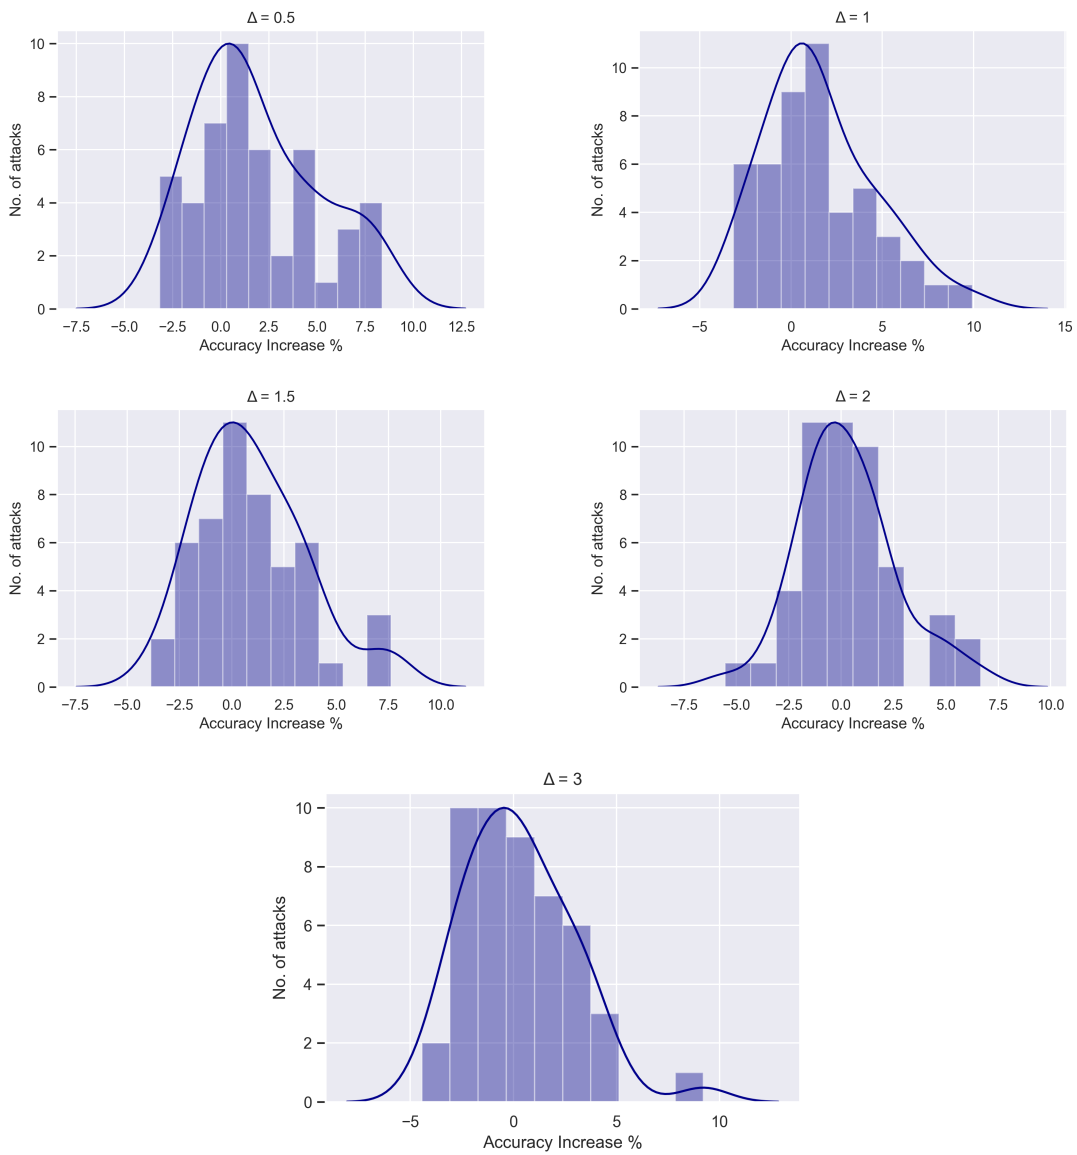 Δ = 0.5
No. of attacks
10
8
6
4
2
0
−7.5 −5.0 −2.5 0.0 2.5 5.0 7.5 10.0 12.5
Accuracy Increase %
Δ = 1
No. of attacks
10
8
6
4
2
0
−5 0 5 10 15
Accuracy Increase %
Δ = 1.5
No. of attacks
10
8
6
4
2
0
−7.5 −5.0 −2.5 0.0 2.5 5.0 7.5 10.0
Accuracy Increase %
Δ = 2
No. of attacks
10
8
6
4
2
0
−7.5 −5.0 −2.5 0.0 2.5 5.0 7.5 10.0
Accuracy Increase %
Δ = 3
No. of attacks
10
8
6
4
2
0
−5 0 5 10
Accuracy Increase %